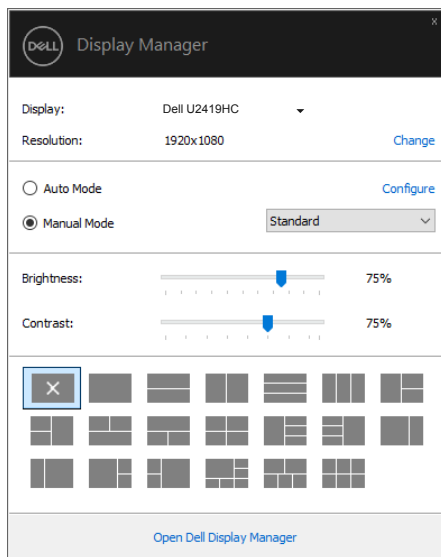 x
DELL Display Manager
Display: Dell U2419HC
Resolution: 1920x1080 Change
Auto Mode Configure
Manual Mode Standard
Brightness: 75%
Contrast: 75%
Open Dell Display Manager